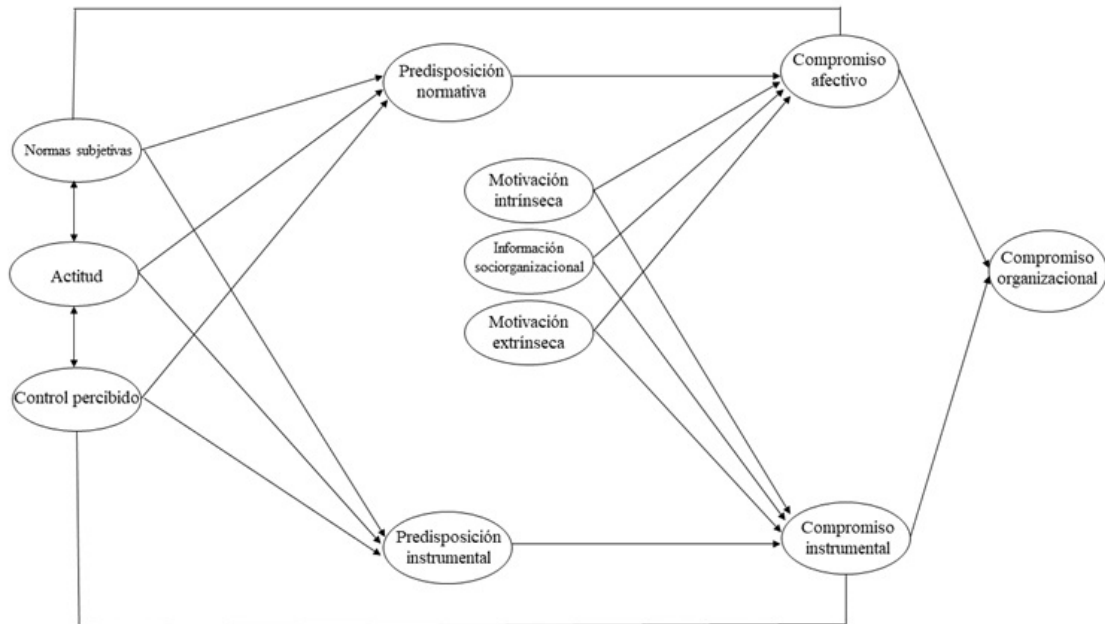 Compromiso
afectivo
Predisposición
normativa
Normas subjetivas
Motivación
intrínseca
Información
sociorganizacional
Compromiso
organizacional
Actitud
Motivación
extrínseca
Control percibido
Predisposición
instrumental
Compromiso
instrumental